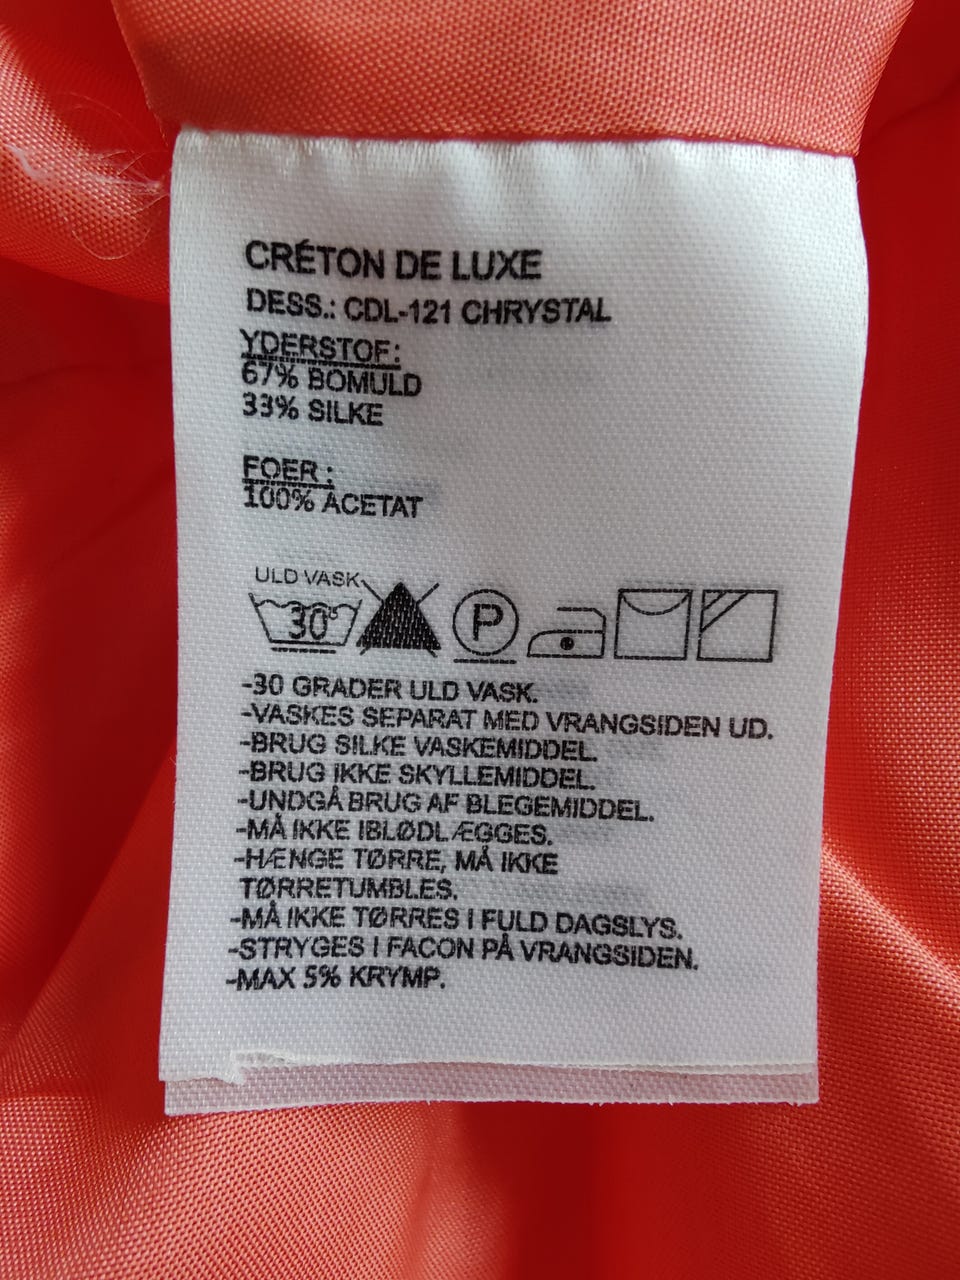 CRÉTON DE LUXE
DESS.: CDL-121 CHRYSTAL
YDERSTOF:
67% BOMULD
33% SILKE
FOER :
100% ACETAT
ULD VASK
30° P
-30 GRADER ULD VASK.
-VASKES SEPARAT MED VRANGSIDEN UD.
-BRUG SILKE VASKEMIDDEL.
-BRUG IKKE SKYLLEMIDDEL.
-UNDGÅ BRUG AF BLEGEMIDDEL.
-MÅ IKKE IBLØDLÆGGES.
-HÆNGE TØRRE, MÅ IKKE
TØRRETUMBLES.
-MÅ IKKE TØRRES I FULD DAGSLYS.
-STRYGES I FACON PÅ VRANGSIDEN.
-MAX 5% KRYMP.